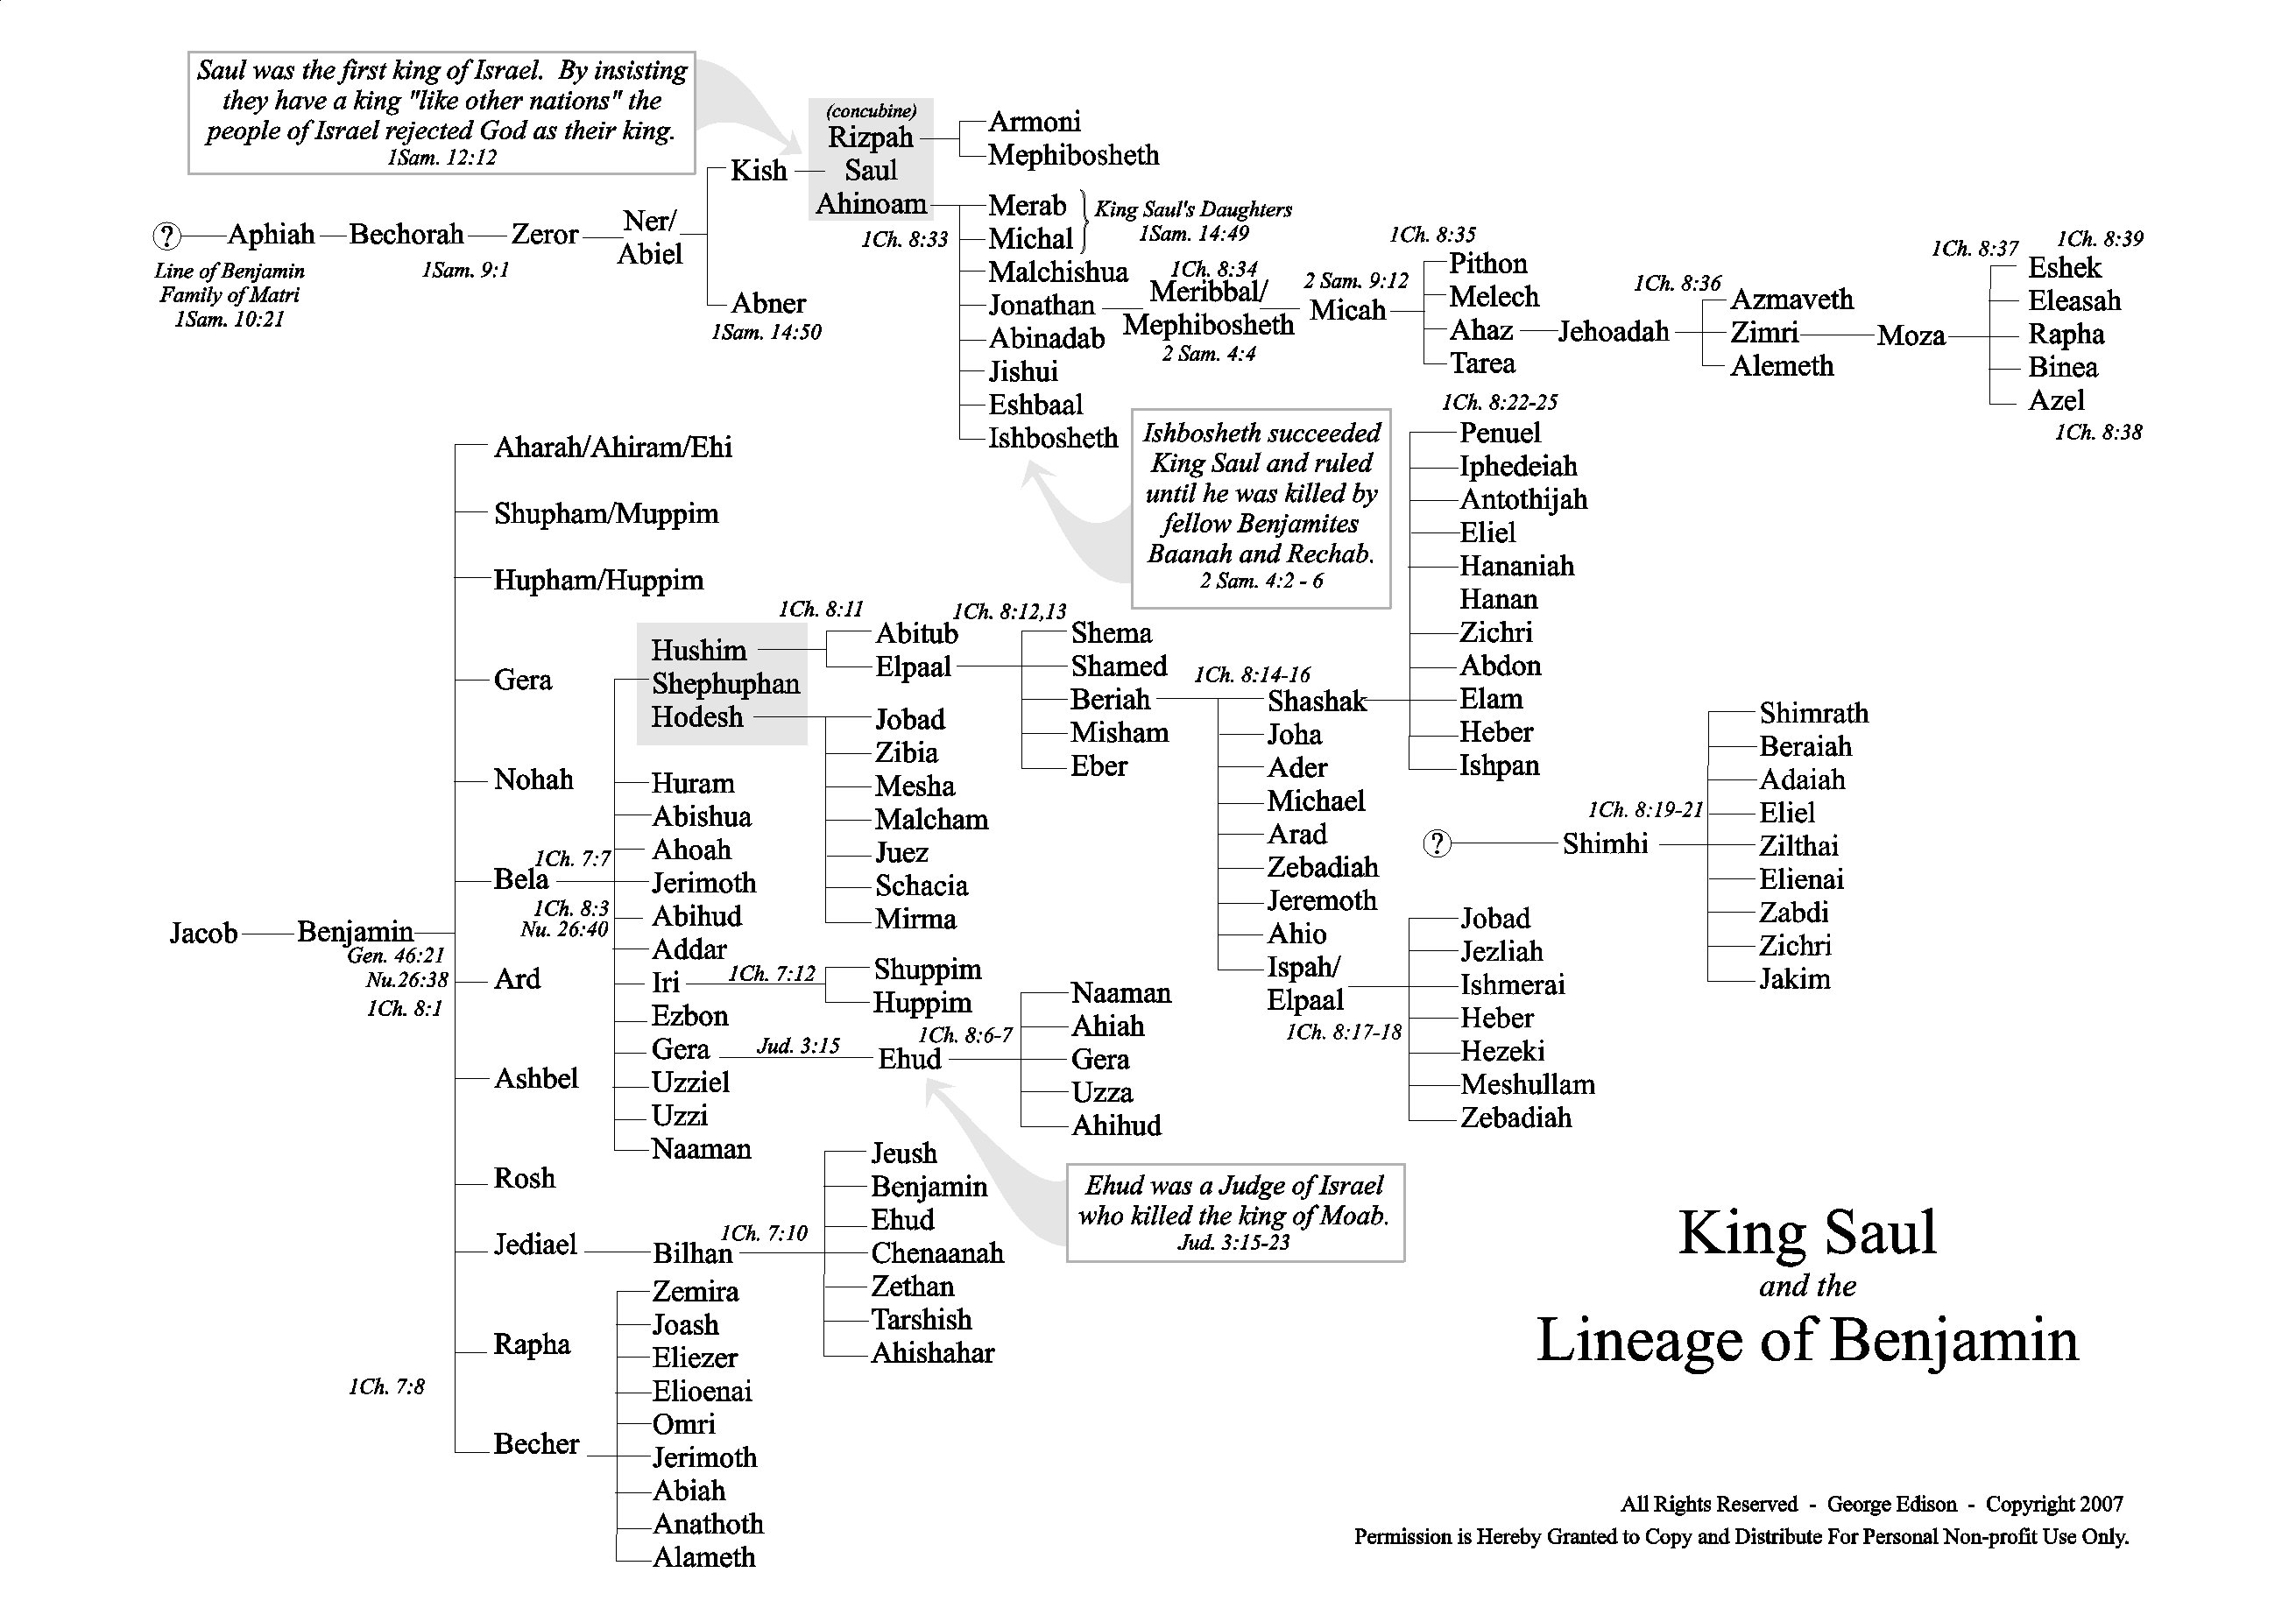 Saul was the first king of Israel.  By insisting
they have a king "like other nations" the
people of Israel rejected God as their king.
1Sam. 12:12
(concubine)
Rizpah
Saul
Ahinoam
1Ch. 8:33
Armoni
Mephibosheth
Kish
Abner
1Sam. 14:50
?
Aphiah
Bechorah
Zeror
Ner/
Abiel
Line of Benjamin
Family of Matri
1Sam. 10:21
1Sam. 9:1
Merab
Michal
King Saul's Daughters
1Sam. 14:49
Malchishua
Jonathan
Abinadab
Jishui
Eshbaal
Ishbosheth
1Ch. 8:34
Meribbal/
Mephibosheth
2 Sam. 4:4
2 Sam. 9:12
Micah
1Ch. 8:35
Pithon
Melech
Ahaz
Tarea
Jehoadah
1Ch. 8:36
Azmaveth
Zimri
Alemeth
Moza
1Ch. 8:37
1Ch. 8:39
Eshek
Eleasah
Rapha
Binea
Azel
1Ch. 8:38
Ishbosheth succeeded
King Saul and ruled
until he was killed by
fellow Benjamites
Baanah and Rechab.
2 Sam. 4:2 - 6
Jacob
Benjamin
Gen. 46:21
Nu.26:38
1Ch. 8:1
1Ch. 7:8
Aharah/Ahiram/Ehi
Shupham/Muppim
Hupham/Huppim
Gera
Nohah
Bela
Ard
Ashbel
Rosh
Jediael
Rapha
Becher
1Ch. 7:7
1Ch. 8:3
Nu. 26:40
Hushim
Shephuphan
Hodesh
Huram
Abishua
Ahoah
Jerimoth
Abihud
Addar
Iri
Ezbon
Gera
Uzziel
Uzzi
Naaman
1Ch. 8:11
Abitub
Elpaal
Jobad
Zibia
Mesha
Malcham
Juez
Schacia
Mirma
1Ch. 7:12
Shuppim
Huppim
Jud. 3:15
Ehud
1Ch. 8:6-7
Naaman
Ahiah
Gera
Uzza
Ahihud
1Ch. 8:12,13
Shema
Shamed
Beriah
Misham
Eber
1Ch. 8:14-16
Shashak
Joha
Ader
Michael
Arad
Zebadiah
Jeremoth
Ahio
Ispah/
Elpaal
1Ch. 8:17-18
1Ch. 8:22-25
Penuel
Iphedeiah
Antothijah
Eliel
Hananiah
Hanan
Zichri
Abdon
Elam
Heber
Ishpan
?
Shimhi
1Ch. 8:19-21
Shimrath
Beraiah
Adaiah
Eliel
Zilthai
Elienai
Zabdi
Zichri
Jakim
Jobad
Jezliah
Ishmerai
Heber
Hezeki
Meshullam
Zebadiah
Ehud was a Judge of Israel
who killed the king of Moab.
Jud. 3:15-23
Bilhan
1Ch. 7:10
Jeush
Benjamin
Ehud
Chenaanah
Zethan
Tarshish
Ahishahar
Zemira
Joash
Eliezer
Elioenai
Omri
Jerimoth
Abiah
Anathoth
Alameth
King Saul
and the
Lineage of Benjamin
All Rights Reserved  -  George Edison  -  Copyright 2007
Permission is Hereby Granted to Copy and Distribute For Personal Non-profit Use Only.